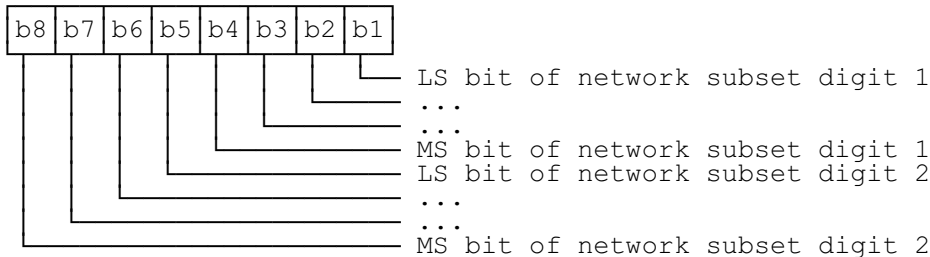 b8 b7 b6 b5 b4 b3 b2 b1
LS bit of network subset digit 1
...
...
MS bit of network subset digit 1
LS bit of network subset digit 2
...
...
MS bit of network subset digit 2